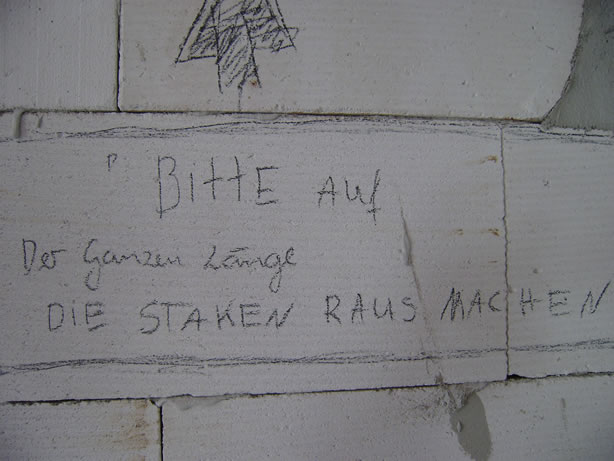 BittE Auf
Der Ganzen Länge
DiE STAKEN RAUS MACHEN